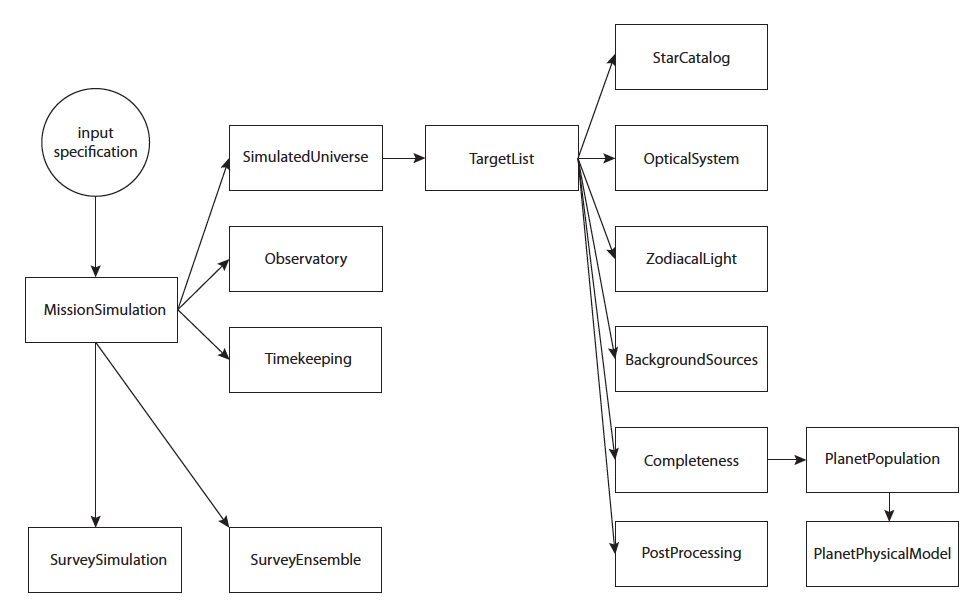 input
specification
MissionSimulation
SimulatedUniverse
Observatory
Timekeeping
SurveySimulation
SurveyEnsemble
TargetList
StarCatalog
OpticalSystem
ZodiacalLight
BackgroundSources
Completeness
PostProcessing
PlanetPopulation
PlanetPhysicalModel